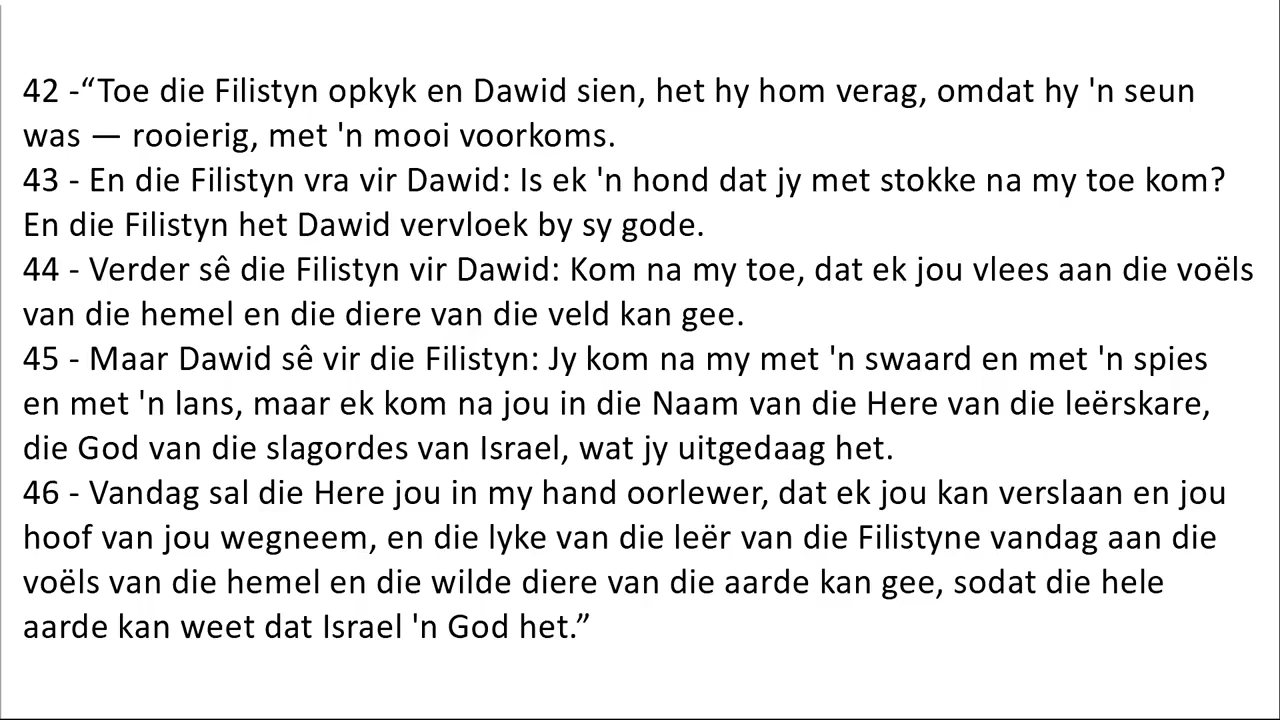 42 -“Toe die Filistyn opkyk en Dawid sien, het hy hom verag, omdat hy 'n seun
was — rooierig, met 'n mooi voorkoms.
43 - En die Filistyn vra vir Dawid: Is ek 'n hond dat jy met stokke na my toe kom?
En die Filistyn het Dawid vervloek by sy gode.
44 - Verder sê die Filistyn vir Dawid: Kom na my toe, dat ek jou vlees aan die voëls
van die hemel en die diere van die veld kan gee.
45 - Maar Dawid sê vir die Filistyn: Jy kom na my met 'n swaard en met 'n spies
en met 'n lans, maar ek kom na jou in die Naam van die Here van die leërskare,
die God van die slagordes van Israel, wat jy uitgedaag het.
46 - Vandag sal die Here jou in my hand oorlewer, dat ek jou kan verslaan en jou
hoof van jou wegneem, en die lyke van die leër van die Filistyne vandag aan die
voëls van die hemel en die wilde diere van die aarde kan gee, sodat die hele
aarde kan weet dat Israel 'n God het.”